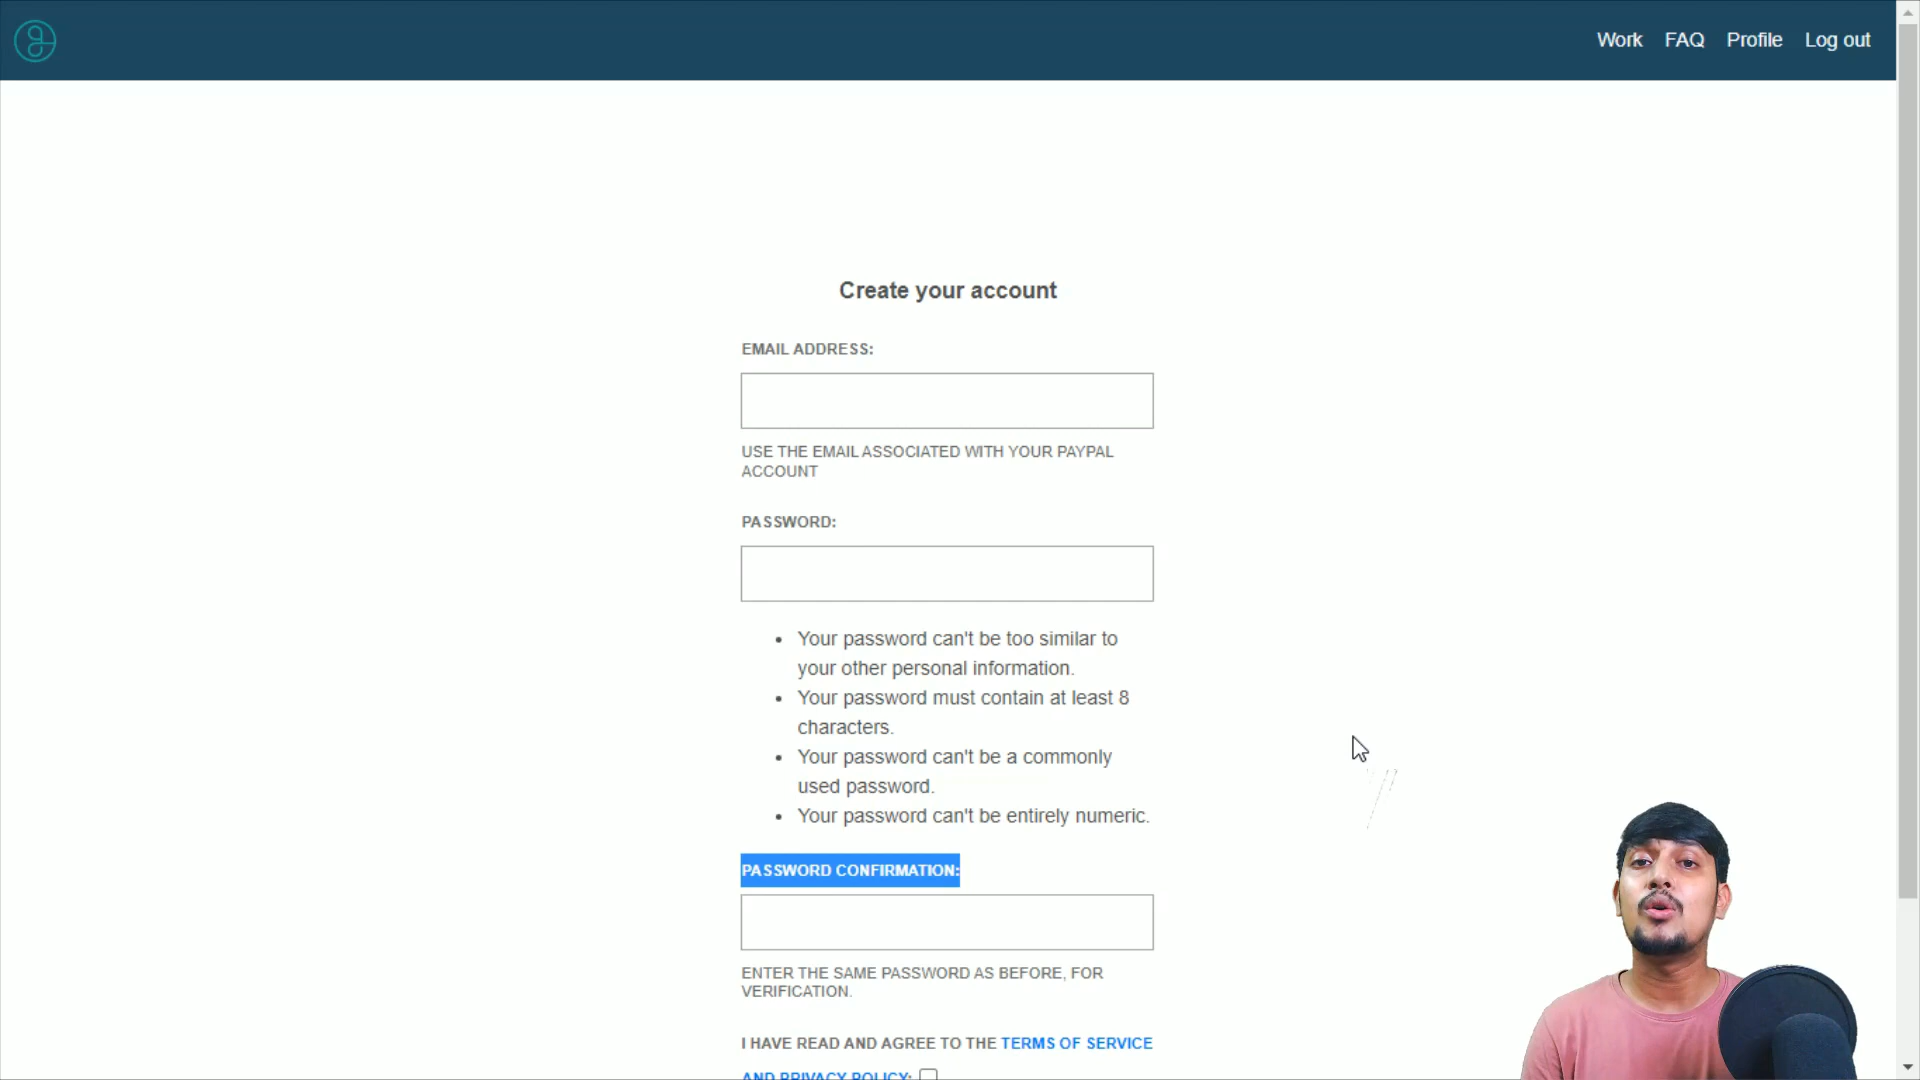 Work FAQ Profile Log out
Create your account
EMAIL ADDRESS:
USE THE EMAIL ASSOCIATED WITH YOUR PAYPAL
ACCOUNT
PASSWORD:
Your password can't be too similar to
your other personal information.
Your password must contain at least 8
characters.
Your password can't be a commonly
used password.
Your password can't be entirely numeric.
PASSWORD CONFIRMATION:
ENTER THE SAME PASSWORD AS BEFORE, FOR
VERIFICATION.
I HAVE READ AND AGREE TO THE TERMS OF SERVICE
AND PRIVACY POLICY: